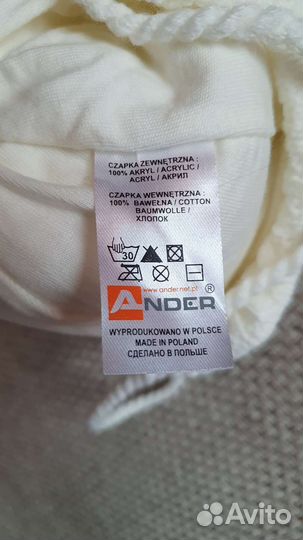 CZAPKA ZEWNĘTRZNA :
100% AKRYL / ACRYLIC /
ACRYL / АКРИЛ
CZAPKA WEWNĘTRZNA :
100% BAWEŁNA / COTTON
BAUMWOLLE /
ХЛОПОК
30
www.ander.net.pl
ANDER ®
WYPRODUKOWANO W POLSCE
MADE IN POLAND
СДЕЛАНО В ПОЛЬШЕ
Avito